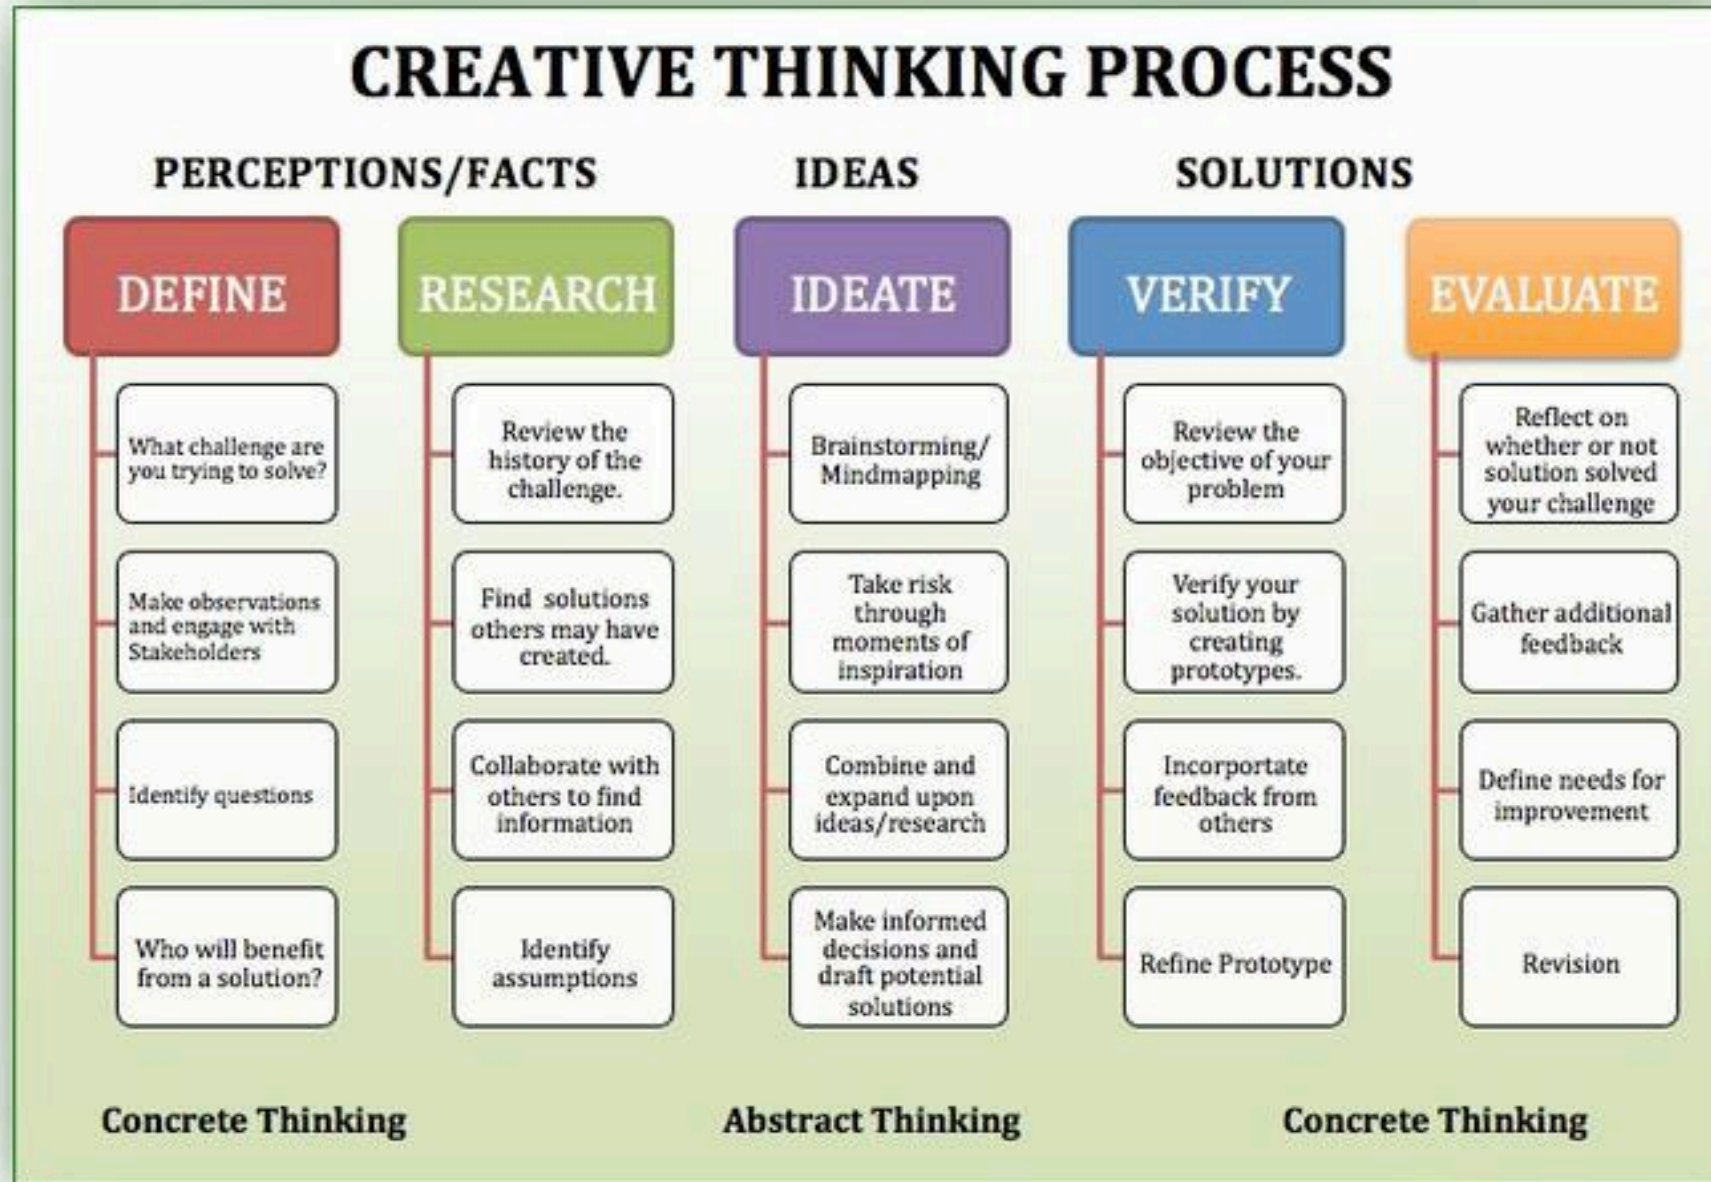 CREATIVE THINKING PROCESS
PERCEPTIONS/FACTS
IDEAS
SOLUTIONS
DEFINE
What challenge are
you trying to solve?
Make observations
and engage with
Stakeholders
Identify questions
Who will benefit
from a solution?
RESEARCH
Review the
history of the
challenge.
Find solutions
others may have
created.
Collaborate with
others to find
information
Identify
assumptions
IDEATE
Brainstorming/
Mindmapping
Take risk
through
moments of
inspiration
Combine and
expand upon
ideas/research
Make informed
decisions and
draft potential
solutions
VERIFY
Review the
objective of your
problem
Verify your
solution by
creating
prototypes.
Incorportate
feedback from
others
Refine Prototype
EVALUATE
Reflect on
whether or not
solution solved
your challenge
Gather additional
feedback
Define needs for
improvement
Revision
Concrete Thinking
Abstract Thinking
Concrete Thinking